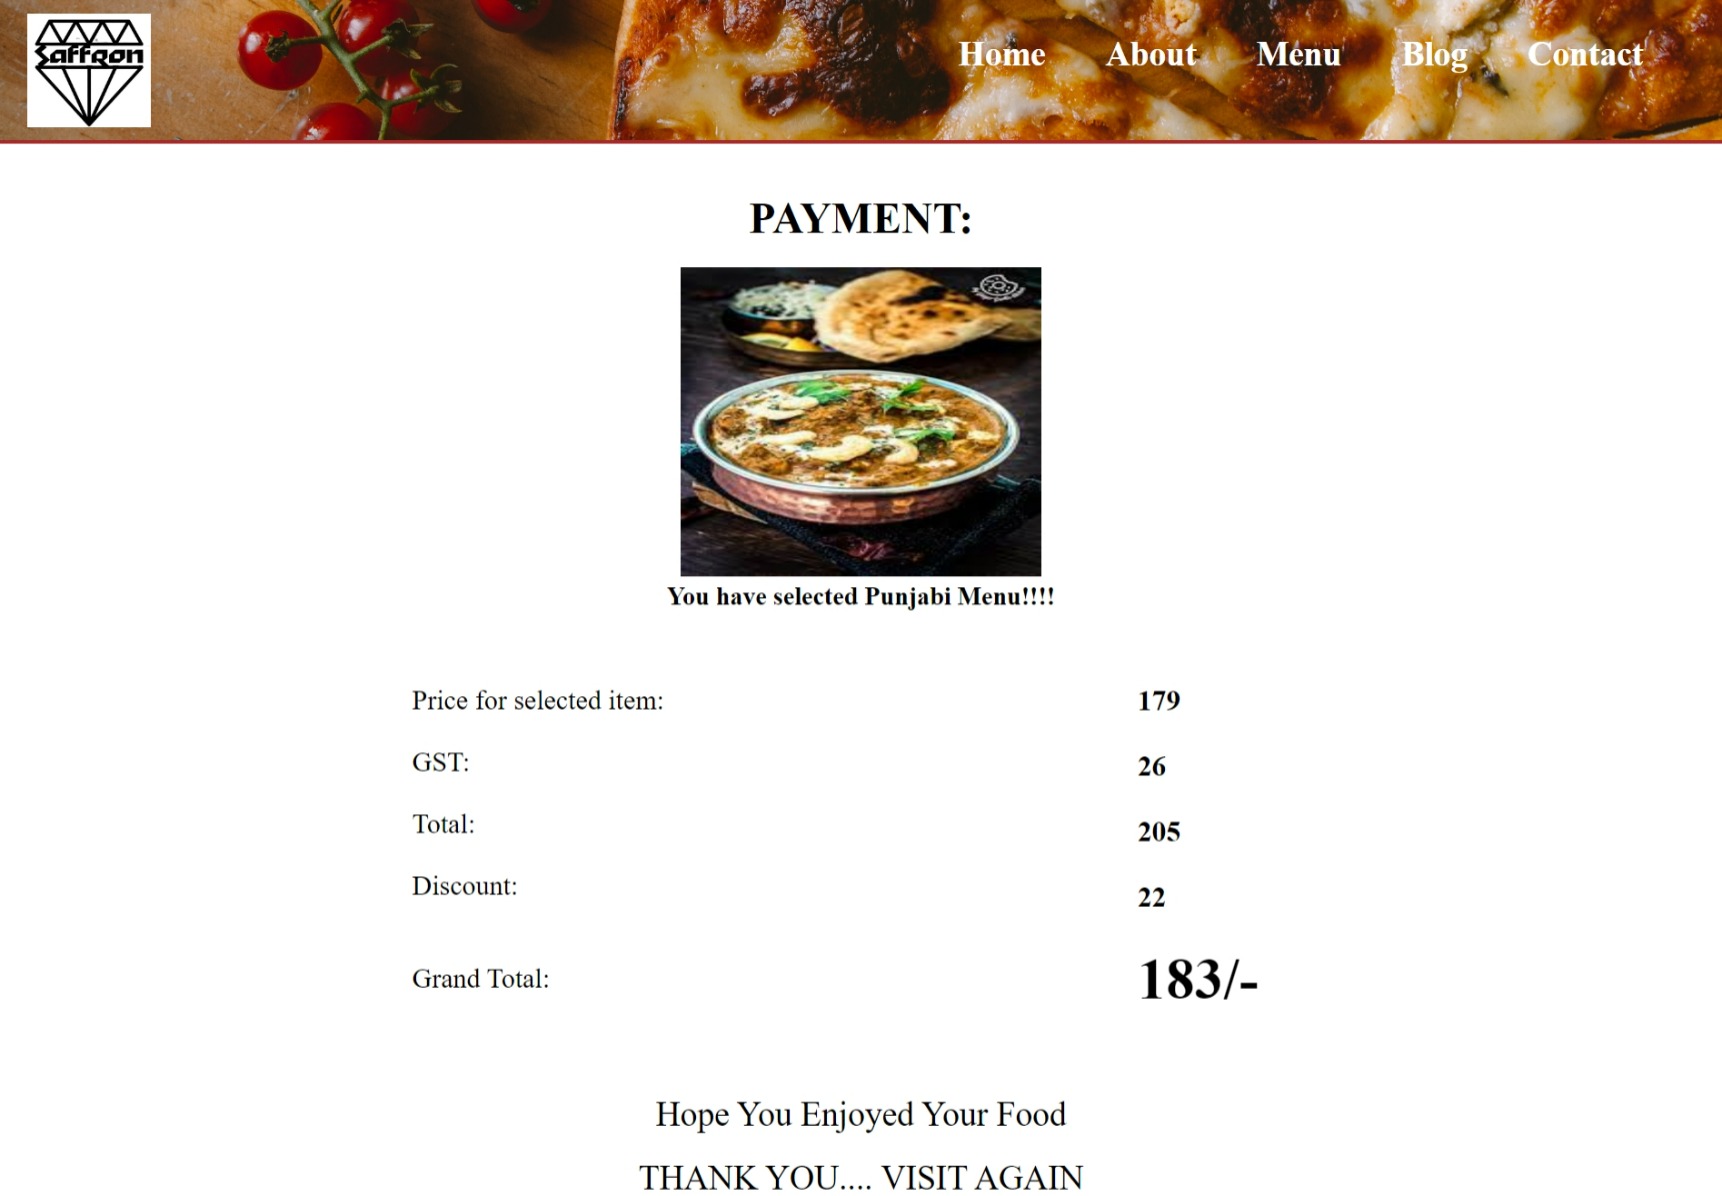 Saffron
Home About Menu Blog Contact
PAYMENT:
You have selected Punjabi Menu!!!!
Price for selected item: 179
GST: 26
Total: 205
Discount: 22
Grand Total: 183/-
Hope You Enjoyed Your Food
THANK YOU.... VISIT AGAIN